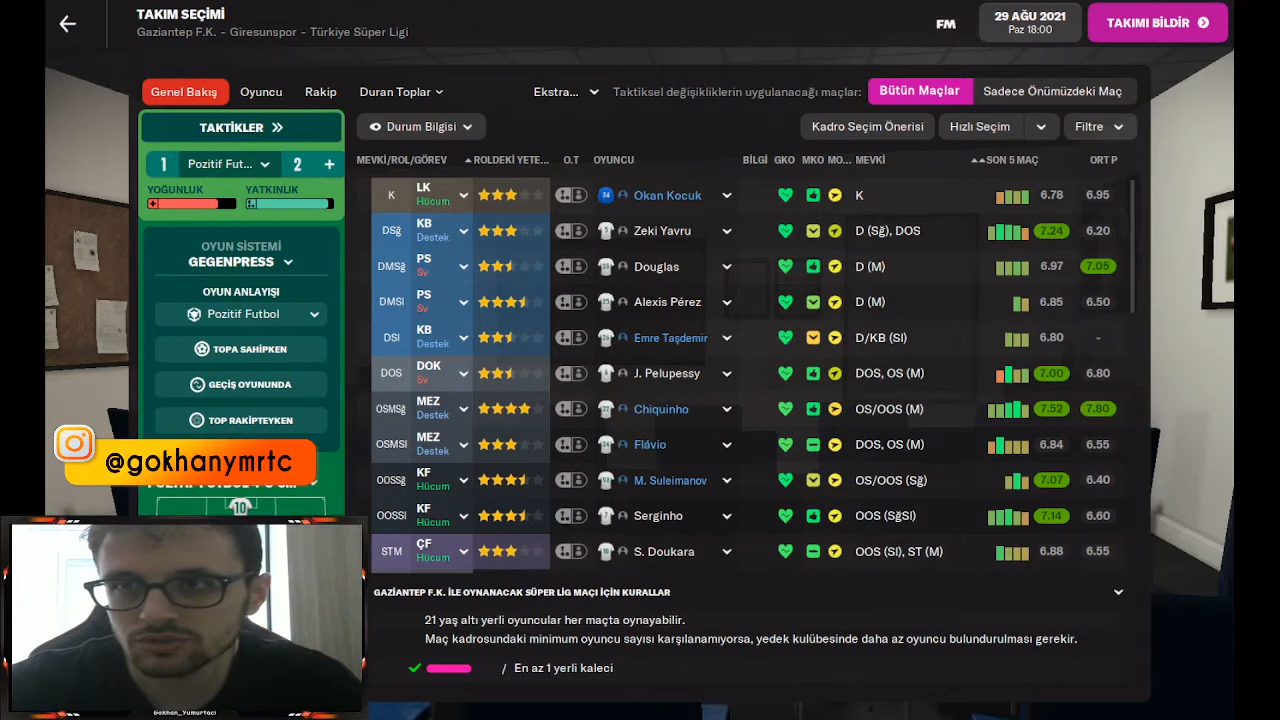 TAKIM SEÇİMİ
Gaziantep F.K. - Giresunspor - Türkiye Süper Ligi
FM
29 AĞU 2021
Paz 18:00
TAKIMI BİLDİR
Genel Bakış
Oyuncu
Rakip
Duran Toplar
Ekstra...
Taktiksel değişikliklerin uygulanacağı maçlar:
Bütün Maçlar
Sadece Önümüzdeki Maç
TAKTİKLER
Durum Bilgisi
Kadro Seçim Önerisi
Hızlı Seçim
Filtre
1 Pozitif Fut... 2 +
YOĞUNLUK YATKINLIK
OYUN SİSTEMİ
GEGENPRESS
OYUN ANLAYIŞI
Pozitif Futbol
TOPA SAHİPKEN
GEÇİŞ OYUNUNDA
TOP RAKİPTEYKEN
@gokhanymrtc
10
MEVKİ/ROL/GÖREV ROLDEKİ YETE... O.T OYUNCU BİLGİ GKO MKO MO... MEVKİ SON 5 MAÇ ORT P
K LK Hücum Okan Kocuk K 6.78 6.95
DSğ KB Destek Zeki Yavru D (Sğ), DOS 7.24 6.20
DMSğ PS Sv Douglas D (M) 6.97 7.05
DMSI PS Sv Alexis Pérez D (M) 6.85 6.50
DSI KB Destek Emre Taşdemir D/KB (Sl) 6.80 -
DOS DOK Sv J. Pelupessy DOS, OS (M) 7.00 6.80
OSMSğ MEZ Destek Chiquinho OS/OOS (M) 7.52 7.80
OSMSI MEZ Destek Flávio DOS, OS (M) 6.84 6.55
OOSSğ KF Hücum M. Suleimanov OS/OOS (Sğ) 7.07 6.40
OOSSI KF Hücum Serginho OOS (SğSl) 7.14 6.60
STM ÇF Hücum S. Doukara OOS (Sl), ST (M) 6.88 6.55
GAZİANTEP F.K. İLE OYNANACAK SÜPER LİG MAÇI İÇİN KURALLAR
21 yaş altı yerli oyuncular her maçta oynayabilir.
Maç kadrosundaki minimum oyuncu sayısı karşılanamıyorsa, yedek kulübesinde daha az oyuncu bulundurulması gerekir.
/ En az 1 yerli kaleci
Gokhan_Yumurtaci